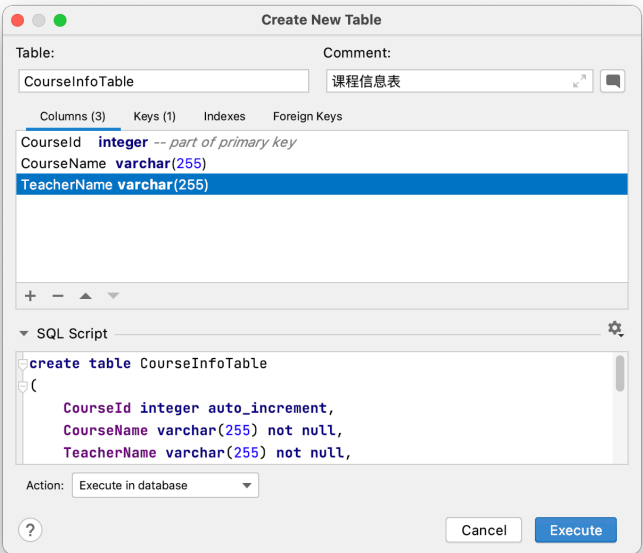 Create New Table
Table:
Comment:
CourseInfoTable
课程信息表
Columns (3) Keys (1) Indexes Foreign Keys
CourseId integer -- part of primary key
CourseName varchar(255)
TeacherName varchar(255)
SQL Script
create table CourseInfoTable
(
CourseId integer auto_increment,
CourseName varchar(255) not null,
TeacherName varchar(255) not null,
Action: Execute in database
? Cancel Execute